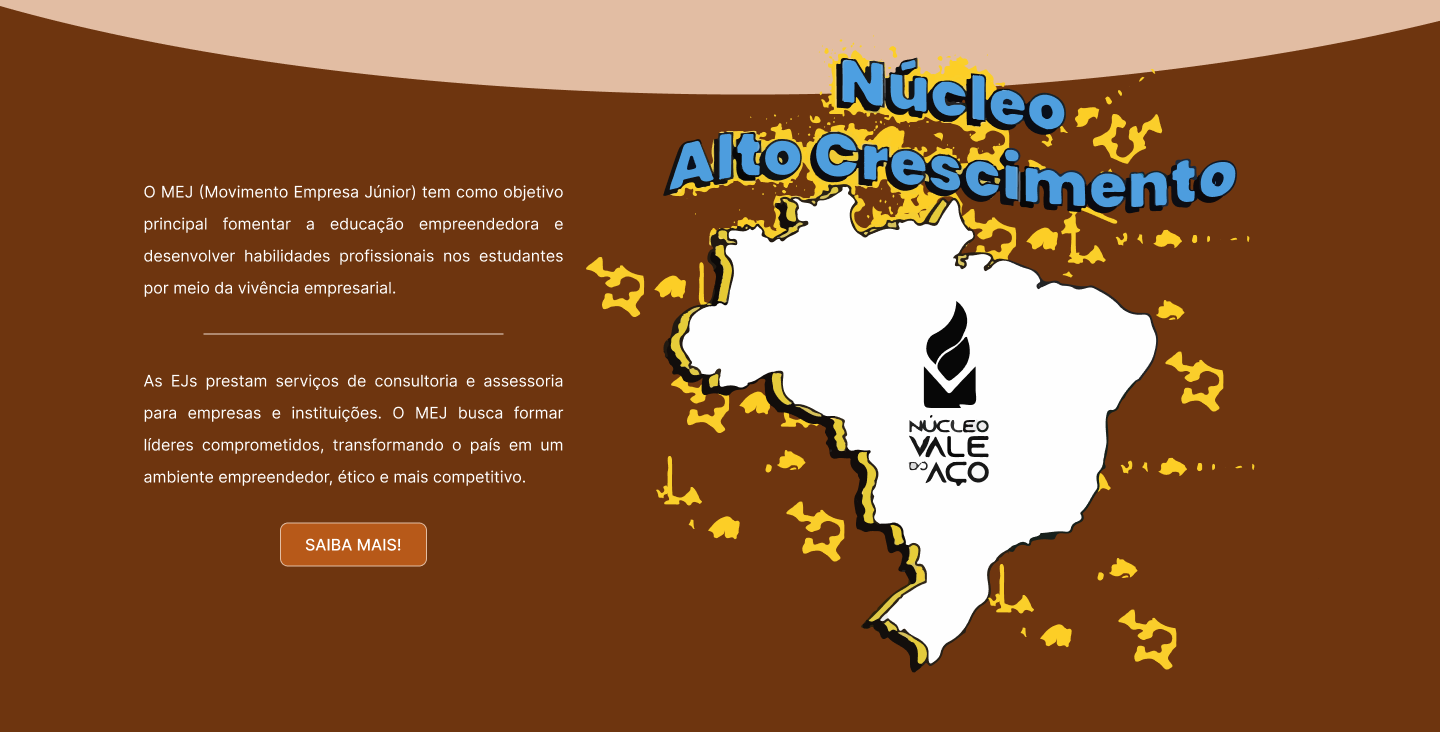 Núcleo
Alto Crescimento
O MEJ (Movimento Empresa Júnior) tem como objetivo
principal fomentar a educação empreendedora e
desenvolver habilidades profissionais nos estudantes
por meio da vivência empresarial.
As EJs prestam serviços de consultoria e assessoria
para empresas e instituições. O MEJ busca formar
líderes comprometidos, transformando o país em um
ambiente empreendedor, ético e mais competitivo.
SAIBA MAIS!
NÚCLEO
VALE
DO AÇO